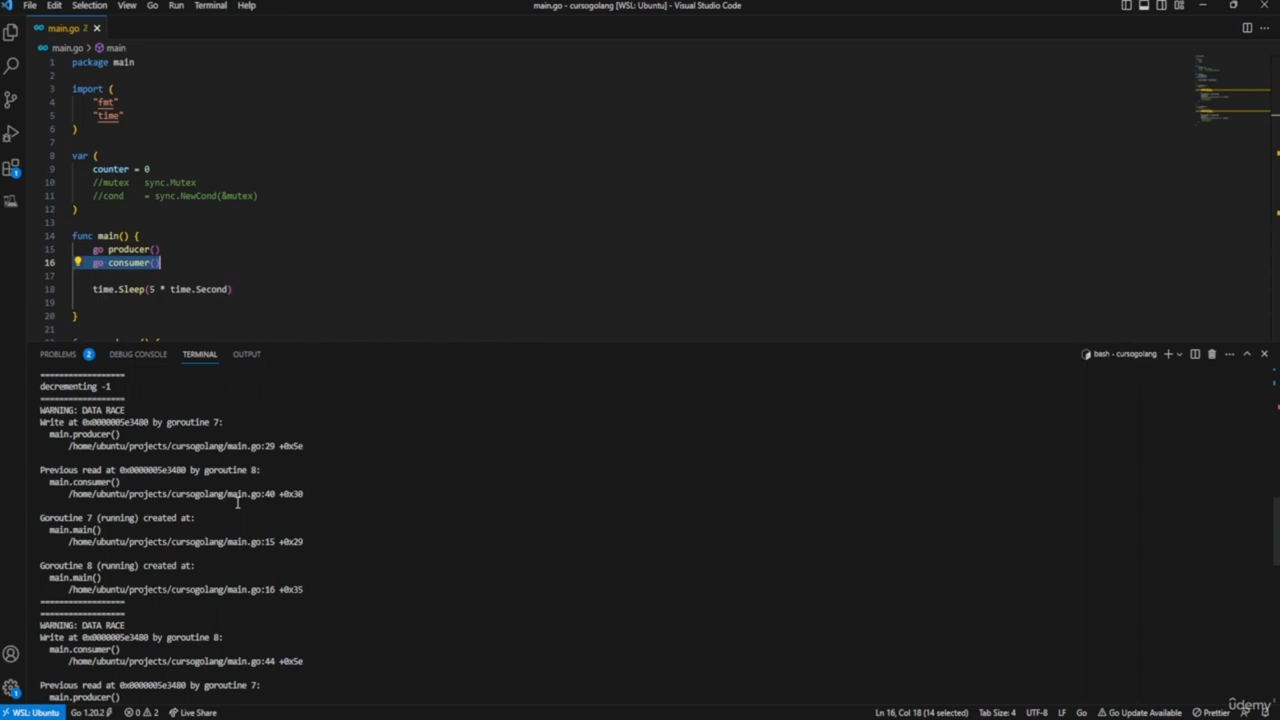 File Edit Selection View Go Run Terminal Help
main.go - cursogolang [WSL: Ubuntu] - Visual Studio Code
main.go 2
main.go > main
1 package main
2
3 import (
4 "fmt"
5 "time"
6 )
7
8 var (
9 counter = 0
10 //mutex sync.Mutex
11 //cond = sync.NewCond(&mutex)
12 )
13
14 func main() {
15 go producer()
16 go consumer()
17
18 time.Sleep(5 * time.Second)
19
20 }
21
PROBLEMS 2 DEBUG CONSOLE TERMINAL OUTPUT
bash - cursogolang
==================
decrementing -1
==================
WARNING: DATA RACE
Write at 0x0000005e3480 by goroutine 7:
main.producer()
/home/ubuntu/projects/cursogolang/main.go:29 +0x5e
Previous read at 0x0000005e3480 by goroutine 8:
main.consumer()
/home/ubuntu/projects/cursogolang/main.go:40 +0x30
Goroutine 7 (running) created at:
main.main()
/home/ubuntu/projects/cursogolang/main.go:15 +0x29
Goroutine 8 (running) created at:
main.main()
/home/ubuntu/projects/cursogolang/main.go:16 +0x35
==================
==================
WARNING: DATA RACE
Write at 0x0000005e3480 by goroutine 8:
main.consumer()
/home/ubuntu/projects/cursogolang/main.go:44 +0x5e
Previous read at 0x0000005e3480 by goroutine 7:
main.producer()
udemy
WSL: Ubuntu Go 1.20.2 0 2 Live Share
Ln 16, Col 18 (14 selected) Tab Size: 4 UTF-8 LF Go Go Update Available Prettier